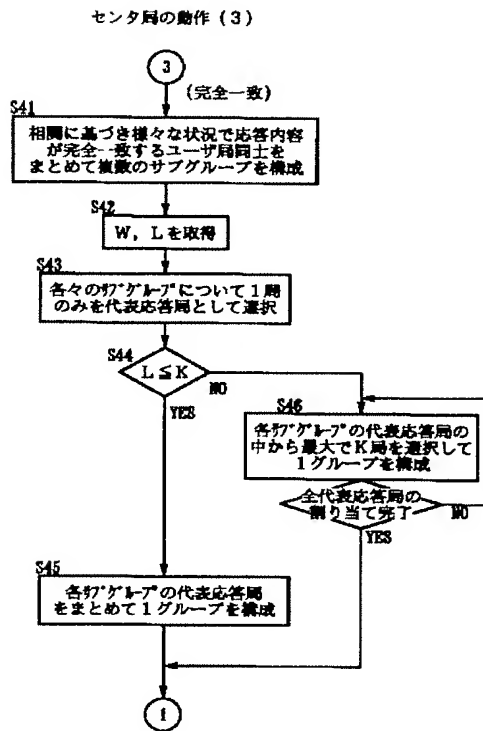 センタ局の動作(3)
3
(完全一致)
S41
相関に基づき様々な状況で応答内容
が完全一致するユーザ局同士を
まとめて複数のサブグループを構成
S42
W, Lを取得
S43
各々のサブグループについて1局
のみを代表応答局として選択
S44
L≦K
NO
YES
S46
各サブグループの代表応答局の
中から最大でK局を選択して
1グループを構成
全代表応答局の
割り当て完了
NO
YES
S45
各サブグループの代表応答局
をまとめて1グループを構成
1